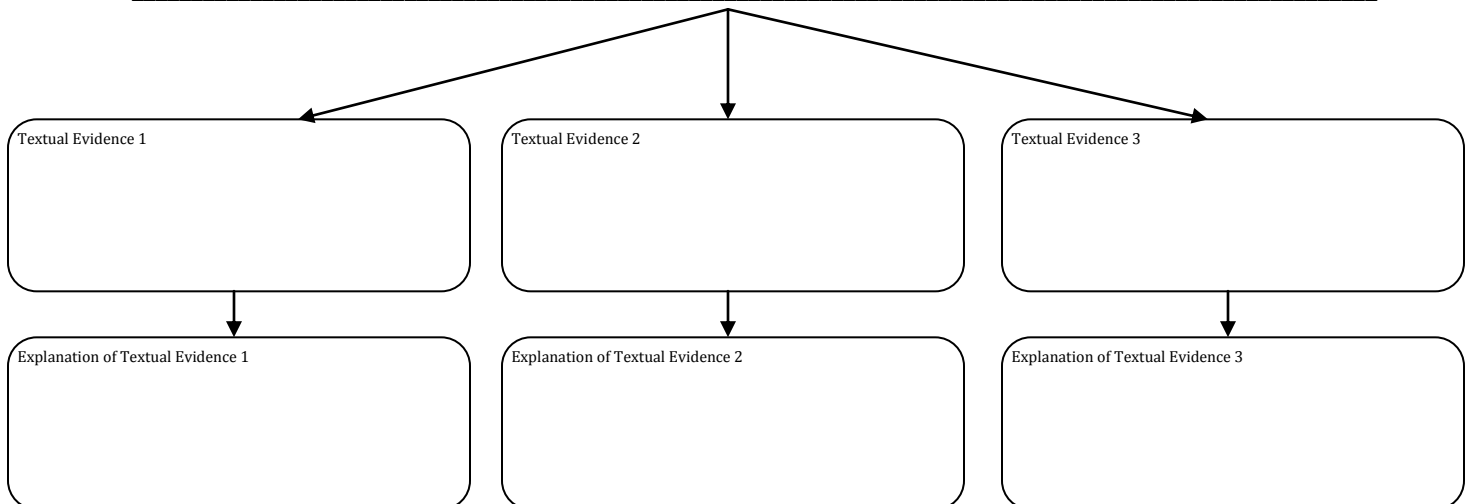 Textual Evidence 1
Textual Evidence 2
Textual Evidence 3
Explanation of Textual Evidence 1
Explanation of Textual Evidence 2
Explanation of Textual Evidence 3